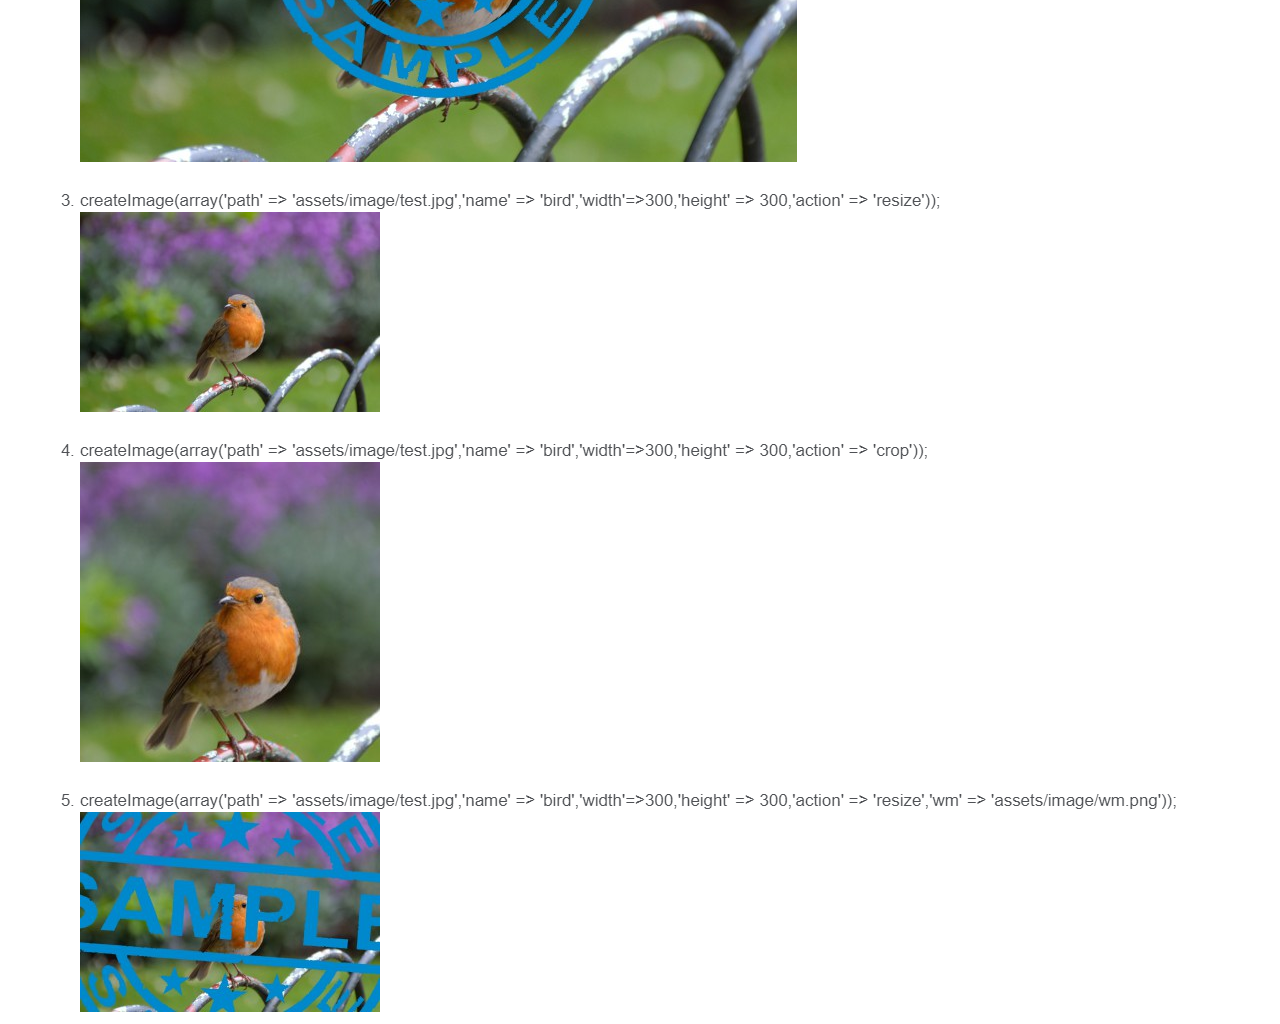 SAMPLE
3. createImage(array('path' => 'assets/image/test.jpg','name' => 'bird','width'=>300,'height' => 300,'action' => 'resize'));
4. createImage(array('path' => 'assets/image/test.jpg','name' => 'bird','width'=>300,'height' => 300,'action' => 'crop'));
5. createImage(array('path' => 'assets/image/test.jpg','name' => 'bird','width'=>300,'height' => 300,'action' => 'resize','wm' => 'assets/image/wm.png'));
SAMPLE